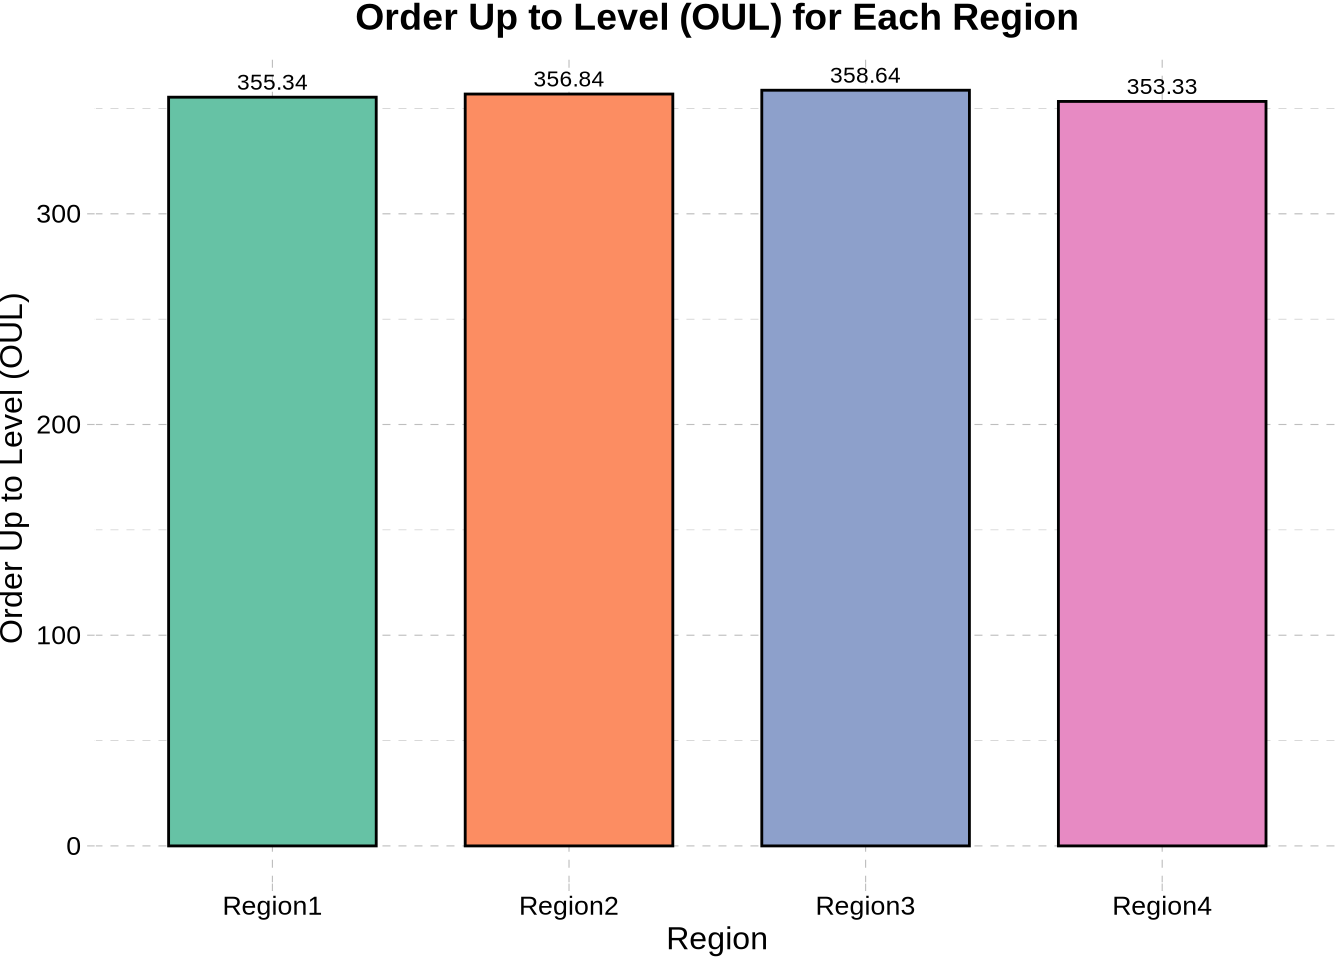 Order Up to Level (OUL) for Each Region
355.34
356.84
358.64
353.33
300
200
100
0
Order Up to Level (OUL)
Region1
Region2
Region3
Region4
Region